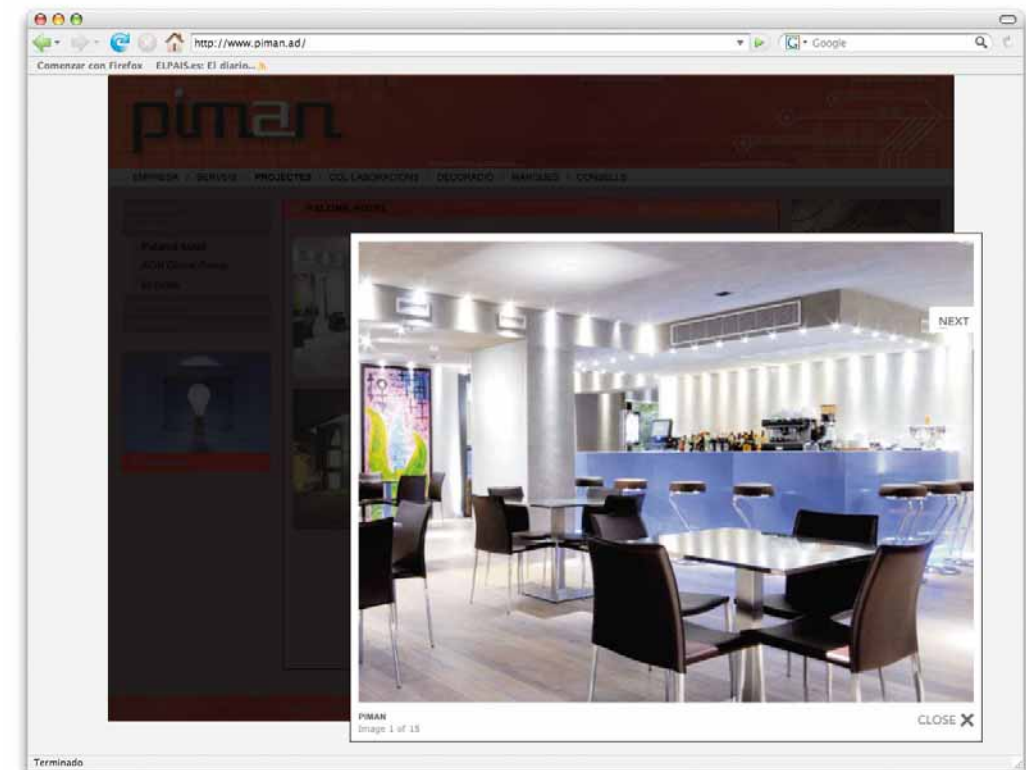 http://www.piman.ad/
Google
Comenzar con Firefox ELPAIS.es: El diario...
piman
EMPRESA / SERVEIS / PROJECTES / COL·LABORACIONS / DECORACIÓ / MARQUES / CONSELLS
NEXT
PIMAN
Image 1 of 15
CLOSE X
Terminado